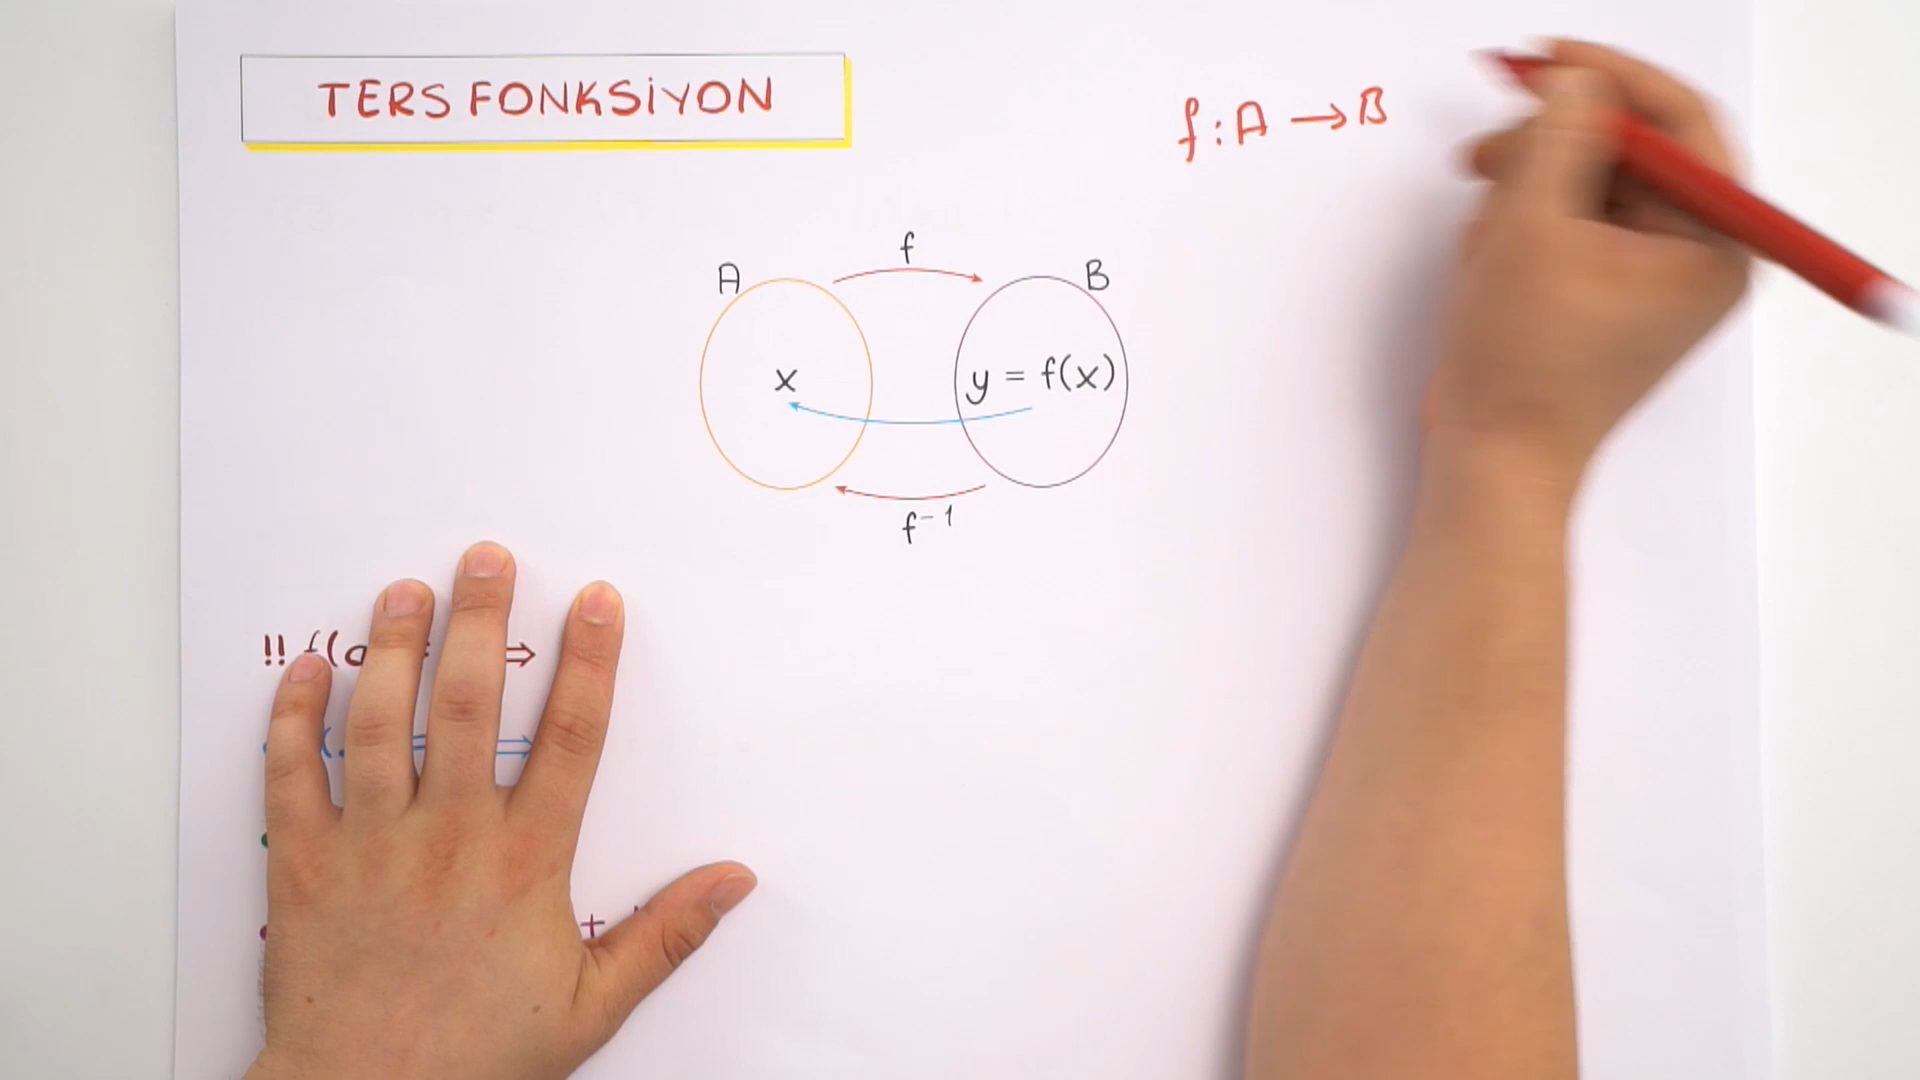 TERS FONKSİYON
f : A → B
f
A
B
x
y = f(x)
f⁻¹
!! f(a = ⇒
= ⇒
+